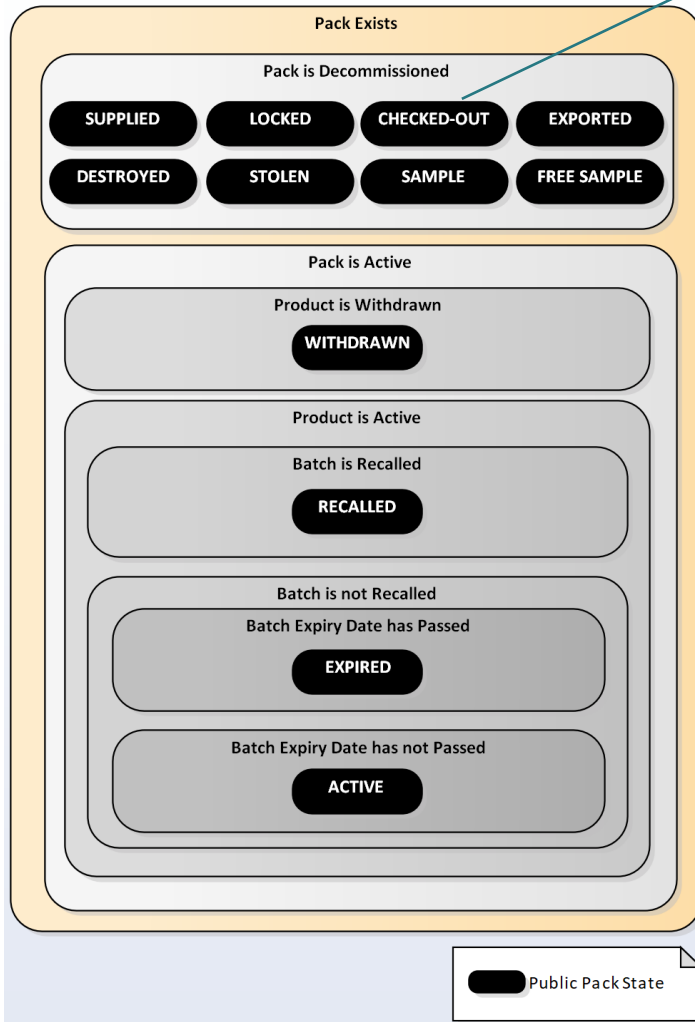 Pack Exists
Pack is Decommissioned
SUPPLIED LOCKED CHECKED-OUT EXPORTED
DESTROYED STOLEN SAMPLE FREE SAMPLE
Pack is Active
Product is Withdrawn
WITHDRAWN
Product is Active
Batch is Recalled
RECALLED
Batch is not Recalled
Batch Expiry Date has Passed
EXPIRED
Batch Expiry Date has not Passed
ACTIVE
Public Pack State